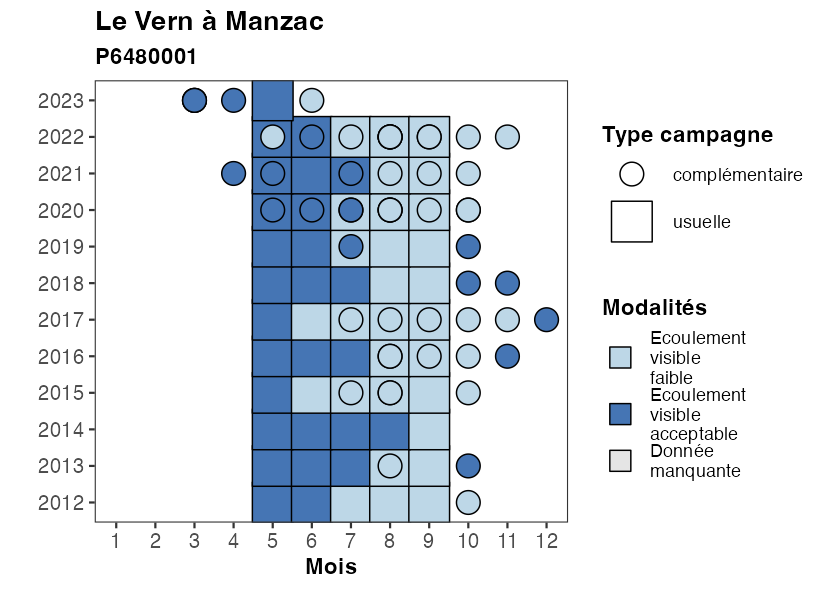 Le Vern à Manzac
P6480001
2023
2022
2021
2020
2019
2018
2017
2016
2015
2014
2013
2012
1 2 3 4 5 6 7 8 9 10 11 12
Mois
Type campagne
complémentaire
usuelle
Modalités
Ecoulement
visible
faible
Ecoulement
visible
acceptable
Donnée
manquante